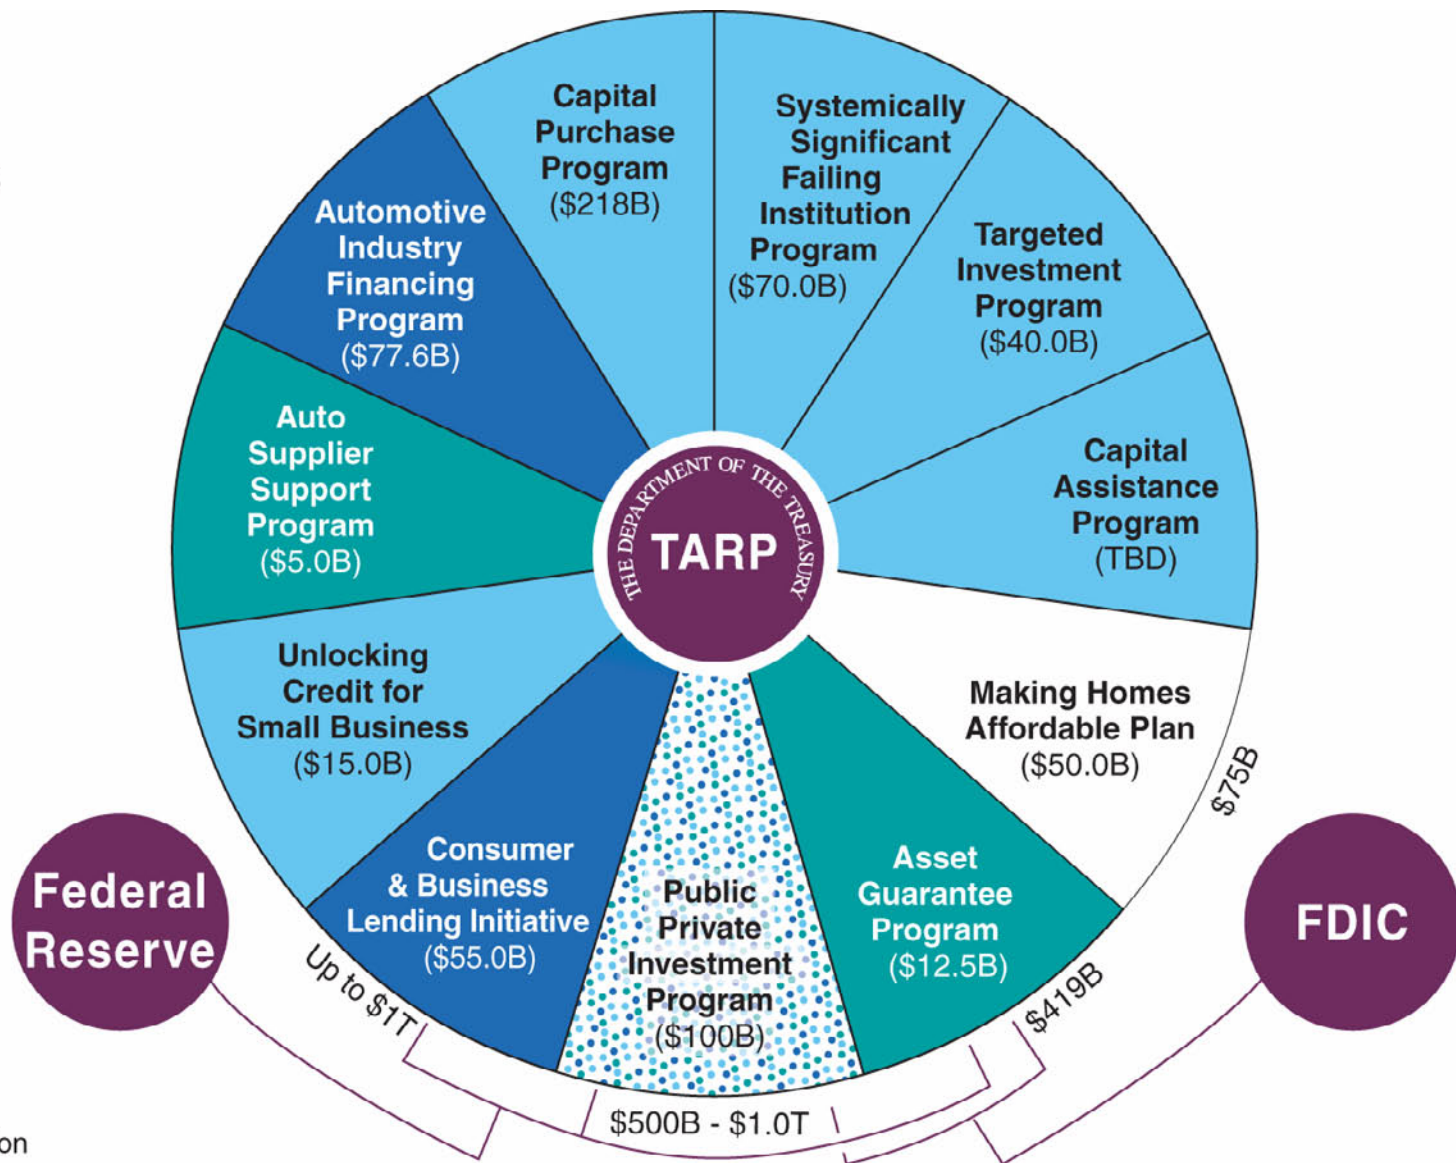 Capital
Purchase
Program
($218B)
Systemically
Significant
Failing
Institution
Program
($70.0B)
Targeted
Investment
Program
($40.0B)
Capital
Assistance
Program
(TBD)
Making Homes
Affordable Plan
($50.0B)
$75B
Asset
Guarantee
Program
($12.5B)
$419B
Public
Private
Investment
Program
($100B)
$500B - $1.0T
Consumer
& Business
Lending Initiative
($55.0B)
Up to $1T
Unlocking
Credit for
Small Business
($15.0B)
Auto
Supplier
Support
Program
($5.0B)
Automotive
Industry
Financing
Program
($77.6B)
THE DEPARTMENT OF THE TREASURY
TARP
Federal
Reserve
FDIC
on